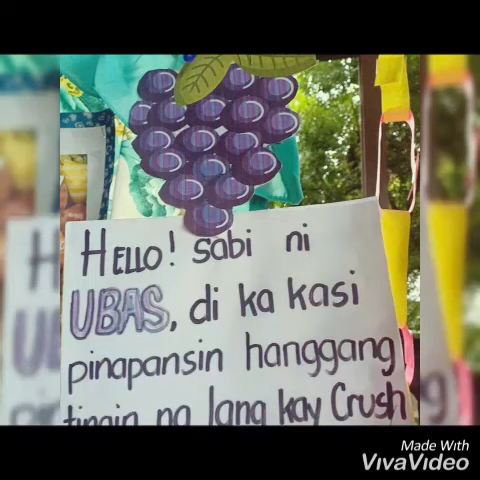 HELLO! sabi ni
UBAS, di ka kasi
pinapansin hanggang
tingin na lang kay Crush
Made With
VivaVideo